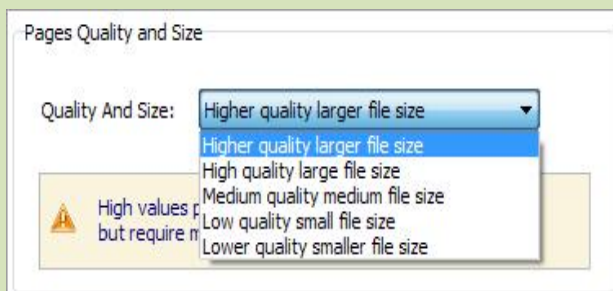 Pages Quality and Size
Quality And Size: Higher quality larger file size
Higher quality larger file size
High quality large file size
Medium quality medium file size
Low quality small file size
Lower quality smaller file size
High values
but require